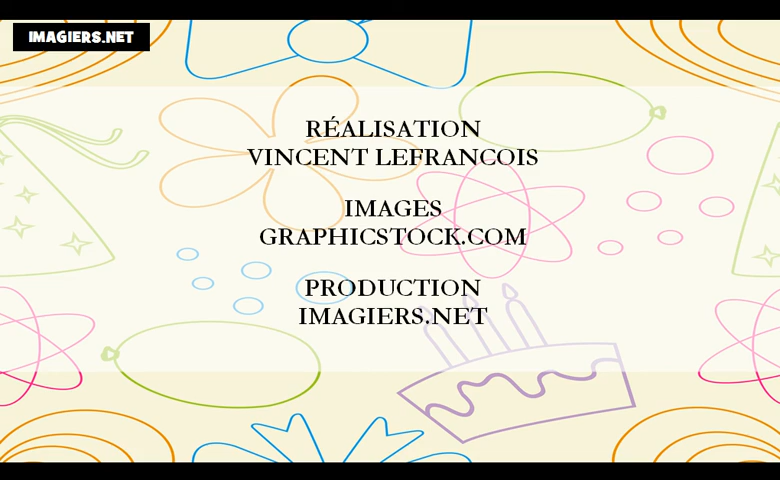 IMAGIERS.NET
RÉALISATION
VINCENT LEFRANCOIS
IMAGES
GRAPHICSTOCK.COM
PRODUCTION
IMAGIERS.NET